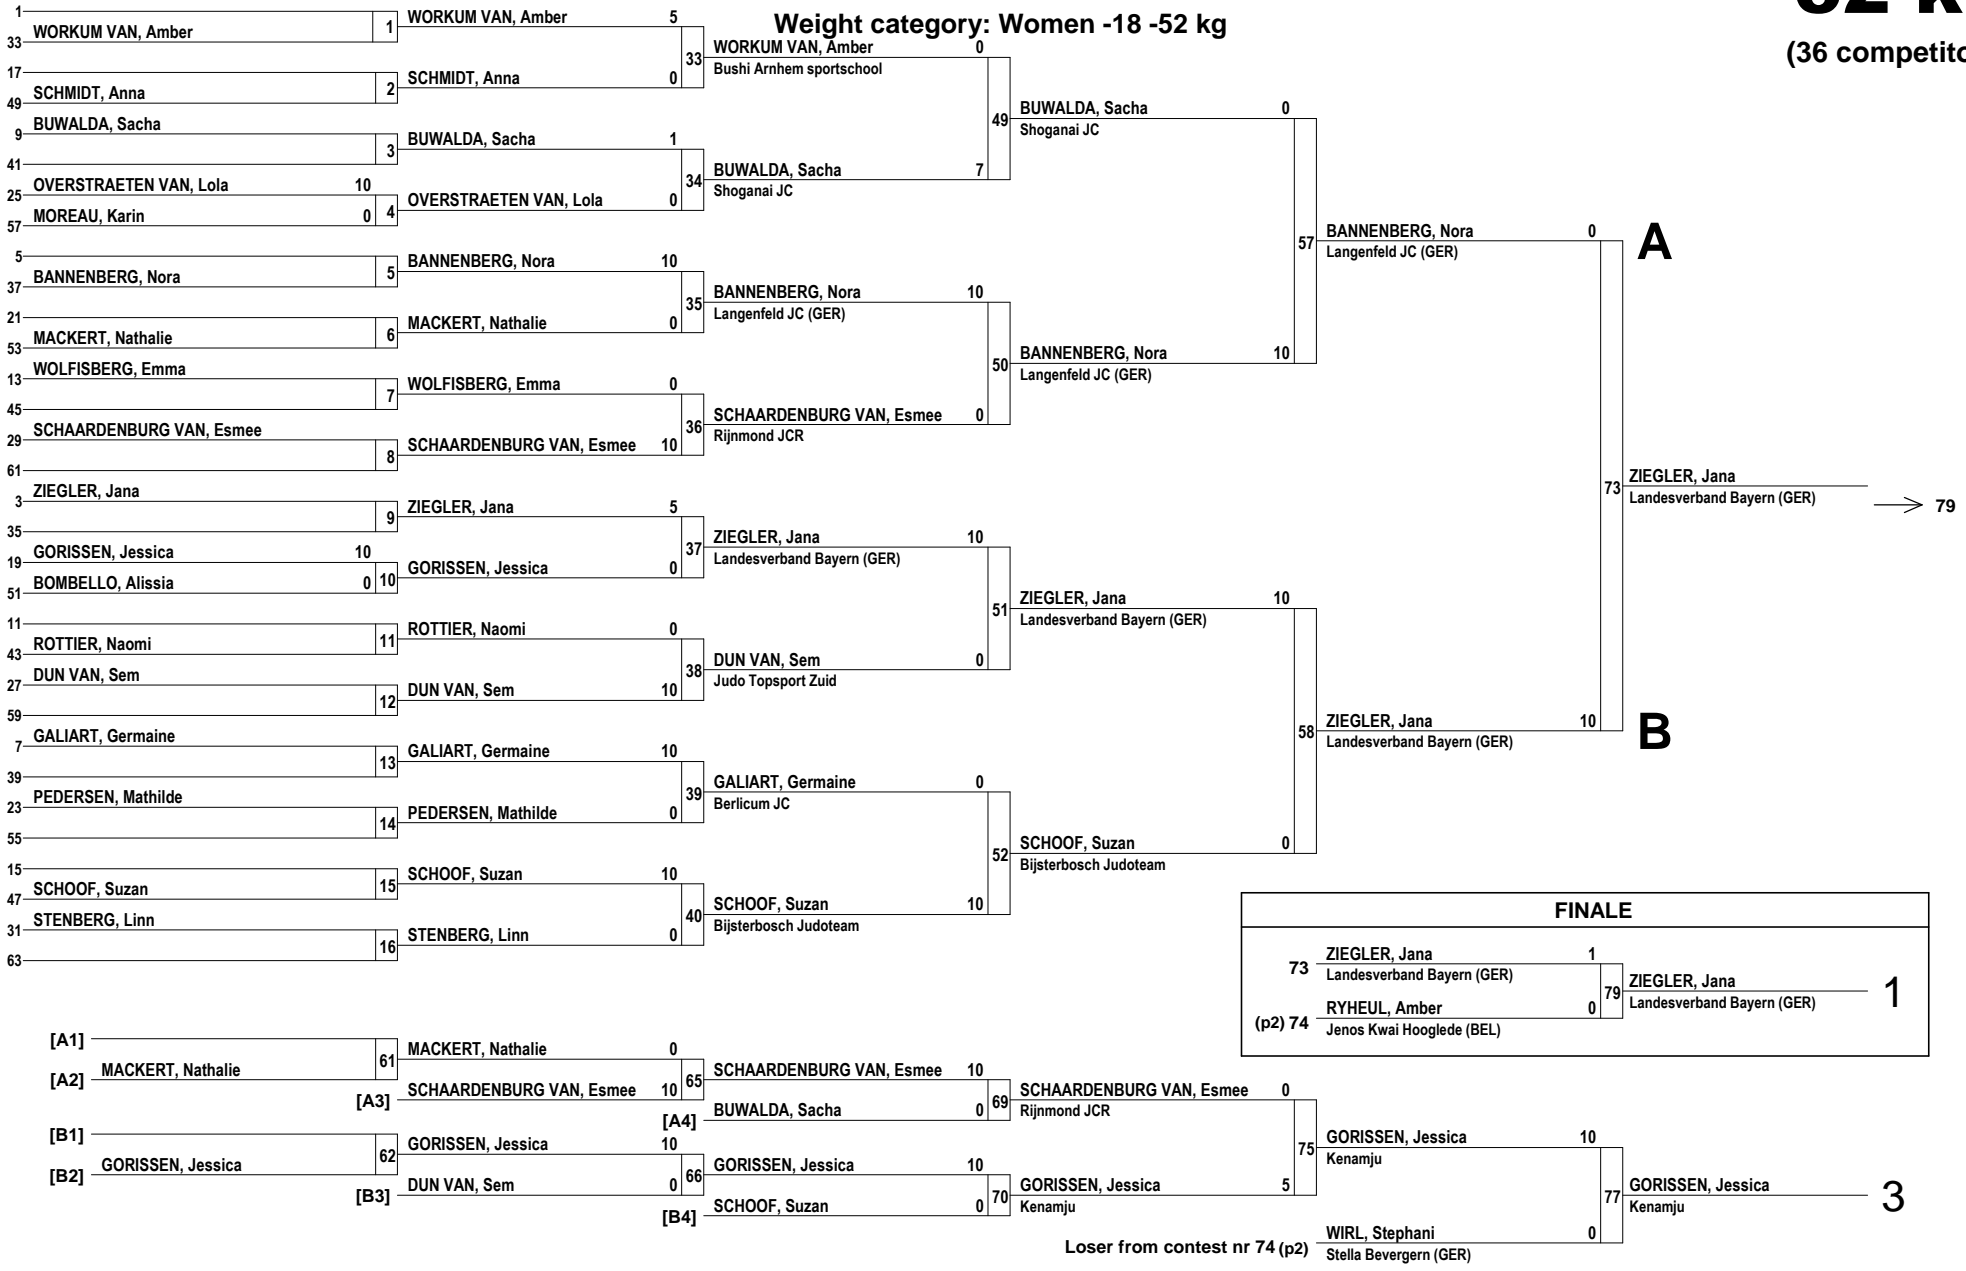 Weight category: Women -18 -52 kg
(36 competito
1
33 WORKUM VAN, Amber
1
17
49 SCHMIDT, Anna
2
9 BUWALDA, Sacha
41
3
25 OVERSTRAETEN VAN, Lola 10
57 MOREAU, Karin 0
4
5
37 BANNENBERG, Nora
5
21
53 MACKERT, Nathalie
6
13 WOLFISBERG, Emma
45
7
29 SCHAARDENBURG VAN, Esmee
61
8
3 ZIEGLER, Jana
35
9
19 GORISSEN, Jessica 10
51 BOMBELLO, Alissia 0
10
11
43 ROTTIER, Naomi
11
27 DUN VAN, Sem
59
12
7 GALIART, Germaine
39
13
23 PEDERSEN, Mathilde
55
14
15
47 SCHOOF, Suzan
15
31 STENBERG, Linn
63
16
WORKUM VAN, Amber 5
SCHMIDT, Anna 0
33
BUWALDA, Sacha 1
OVERSTRAETEN VAN, Lola 0
34
BANNENBERG, Nora 10
MACKERT, Nathalie 0
35
WOLFISBERG, Emma 0
SCHAARDENBURG VAN, Esmee 10
36
ZIEGLER, Jana 5
GORISSEN, Jessica 0
37
ROTTIER, Naomi 0
DUN VAN, Sem 10
38
GALIART, Germaine 10
PEDERSEN, Mathilde 0
39
SCHOOF, Suzan 10
STENBERG, Linn 0
40
WORKUM VAN, Amber 0
Bushi Arnhem sportschool
BUWALDA, Sacha 7
Shoganai JC
49
BANNENBERG, Nora 10
Langenfeld JC (GER)
SCHAARDENBURG VAN, Esmee 0
Rijnmond JCR
50
ZIEGLER, Jana 10
Landesverband Bayern (GER)
DUN VAN, Sem 0
Judo Topsport Zuid
51
GALIART, Germaine 0
Berlicum JC
SCHOOF, Suzan 10
Bijsterbosch Judoteam
52
BUWALDA, Sacha 0
Shoganai JC
BANNENBERG, Nora 10
Langenfeld JC (GER)
57
ZIEGLER, Jana 10
Landesverband Bayern (GER)
SCHOOF, Suzan 0
Bijsterbosch Judoteam
58
BANNENBERG, Nora 0
Langenfeld JC (GER)
A
ZIEGLER, Jana 10
Landesverband Bayern (GER)
B
73
ZIEGLER, Jana
Landesverband Bayern (GER)
79
FINALE
73 ZIEGLER, Jana 1
Landesverband Bayern (GER)
(p2) 74 RYHEUL, Amber 0
Jenos Kwai Hooglede (BEL)
79
ZIEGLER, Jana
Landesverband Bayern (GER)
1
[A1]
[A2] MACKERT, Nathalie
61
MACKERT, Nathalie 0
[A3] SCHAARDENBURG VAN, Esmee 10
65
SCHAARDENBURG VAN, Esmee 10
[A4] BUWALDA, Sacha 0
69
SCHAARDENBURG VAN, Esmee 0
Rijnmond JCR
[B1]
[B2] GORISSEN, Jessica
62
GORISSEN, Jessica 10
[B3] DUN VAN, Sem 0
66
GORISSEN, Jessica 10
[B4] SCHOOF, Suzan 0
70
GORISSEN, Jessica 5
Kenamju
75
GORISSEN, Jessica 10
Kenamju
Loser from contest nr 74 (p2) WIRL, Stephani 0
Stella Bevergern (GER)
77
GORISSEN, Jessica
Kenamju
3